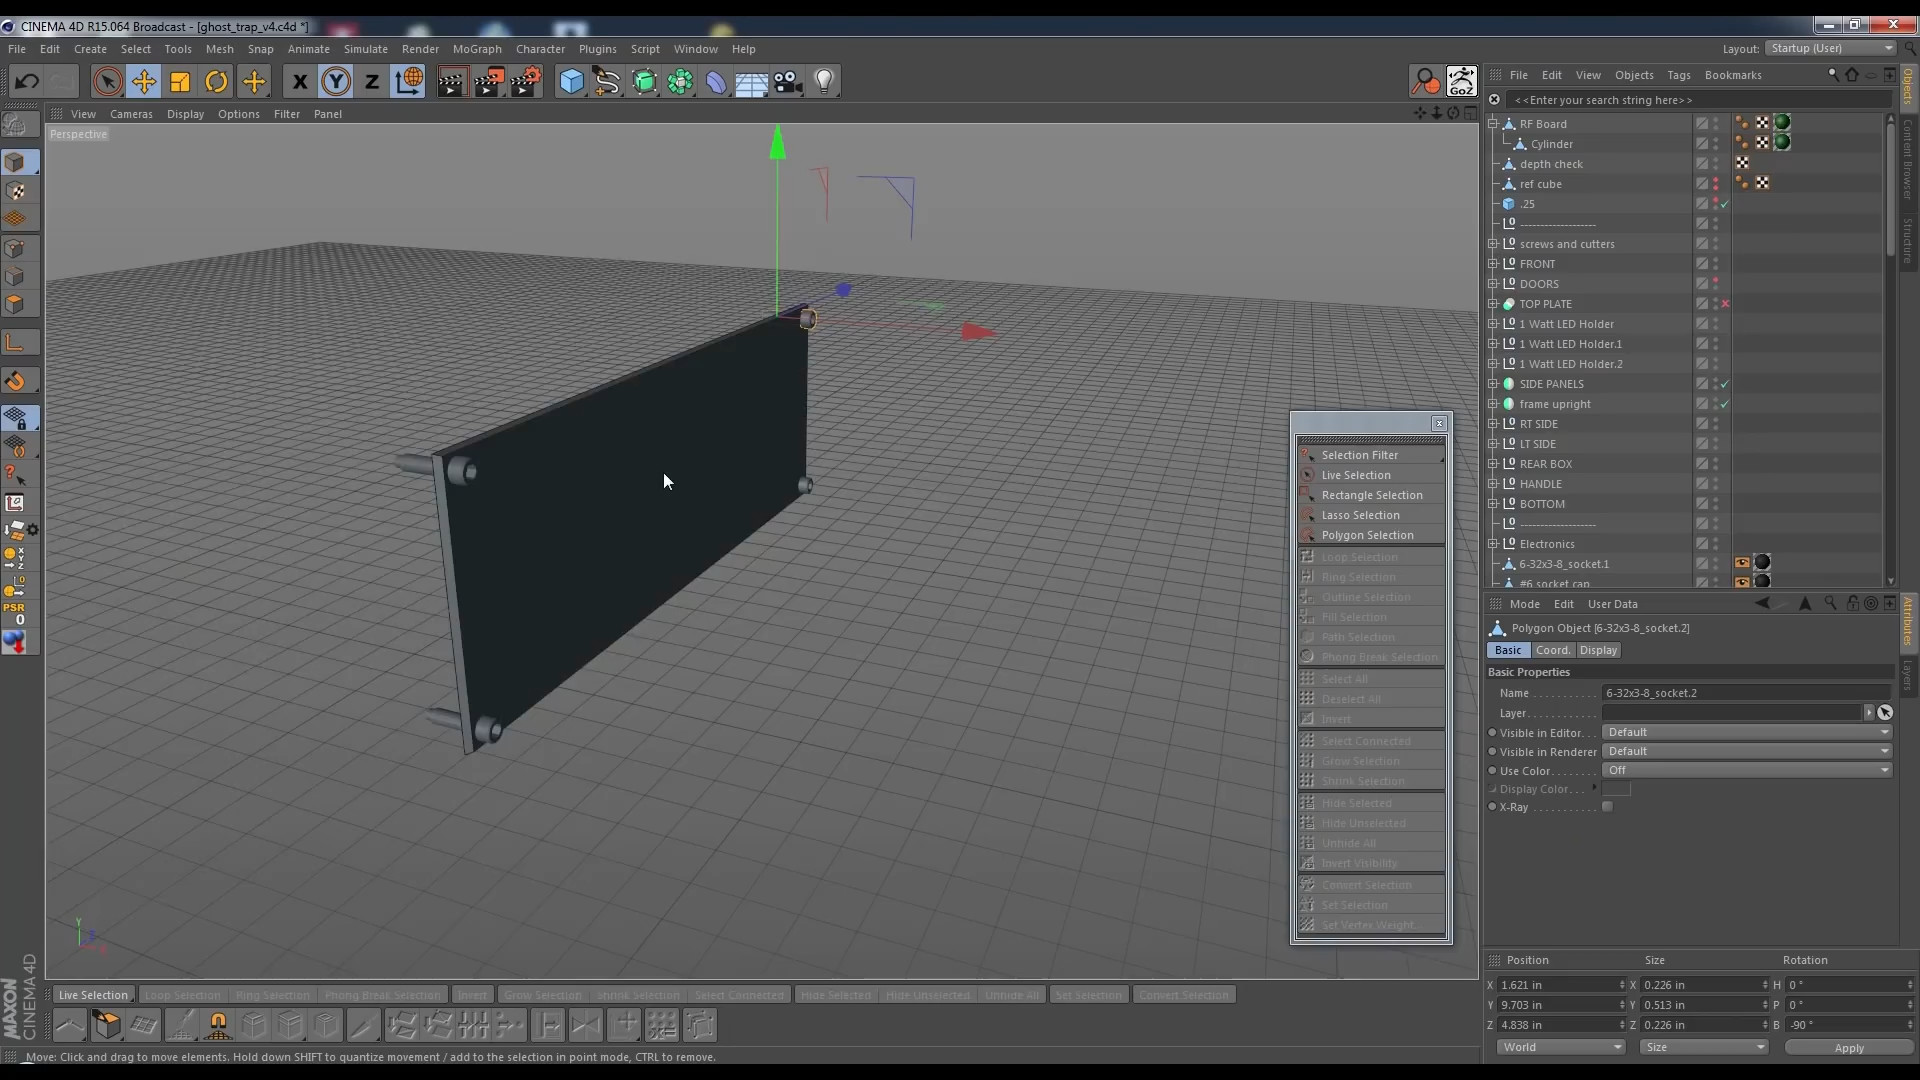 CINEMA 4D R15.064 Broadcast - [ghost_trap_v4.c4d *]
File Edit Create Select Tools Mesh Snap Animate Simulate Render Character MoGraph Character Plugins Script Window Help
Layout: Startup (User)
X Y Z
GoZ
View Cameras Display Options Filter Panel
Perspective
File Edit View Objects Tags Bookmarks
<<Enter your search string here>>
RF Board
Cylinder
depth check
ref cube
.25
--------------------
screws and cutters
FRONT
DOORS
TOP PLATE
1 Watt LED Holder
1 Watt LED Holder.1
1 Watt LED Holder.2
SIDE PANELS
frame upright
RT SIDE
LT SIDE
REAR BOX
HANDLE
BOTTOM
--------------------
Electronics
6-32x3-8_socket.1
#6 socket cap
Objects
Content Browser
Structure
Selection Filter
Live Selection
Rectangle Selection
Lasso Selection
Polygon Selection
Loop Selection
Ring Selection
Outline Selection
Fill Selection
Path Selection
Phong Break Selection
Select All
Deselect All
Invert
Select Connected
Grow Selection
Shrink Selection
Hide Selected
Hide Unselected
Unhide All
Invert Visibility
Convert Selection
Set Selection
Set Vertex Weight...
PSR
0
Mode Edit User Data
Polygon Object [6-32x3-8_socket.2]
Basic Coord. Display
Basic Properties
Name 6-32x3-8_socket.2
Layer
Visible in Editor Default
Visible in Renderer Default
Use Color Off
Display Color
X-Ray
Attributes
Layers
Y
Position Size Rotation
X 1.621 in X 0.226 in H 0 °
Y 9.703 in Y 0.513 in P 0 °
Z 4.838 in Z 0.226 in B -90 °
World Size Apply
Live Selection Loop Selection Ring Selection Phong Break Selection Invert Grow Selection Shrink Selection Select Connected Hide Selected Hide Unselected Unhide All Set Selection Convert Selection
MAXON
CINEMA 4D
Move: Click and drag to move elements. Hold down SHIFT to quantize movement / add to the selection in point mode, CTRL to remove.